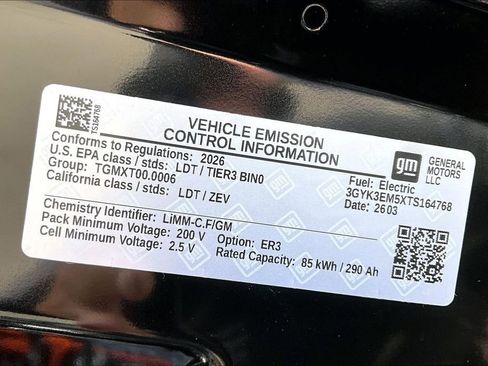 TS164768
VEHICLE EMISSION
CONTROL INFORMATION
Conforms to Regulations: 2026
U.S. EPA class / stds: LDT / TIER3 BIN0
Group: TGMXT00.0006
California class / stds: LDT / ZEV
gm
GENERAL
MOTORS
LLC
Fuel: Electric
3GYK3EM5XTS164768
Date: 2603
Chemistry Identifier: LiMM-C.F/GM
Pack Minimum Voltage: 200 V Option: ER3
Cell Minimum Voltage: 2.5 V Rated Capacity: 85 kWh / 290 Ah